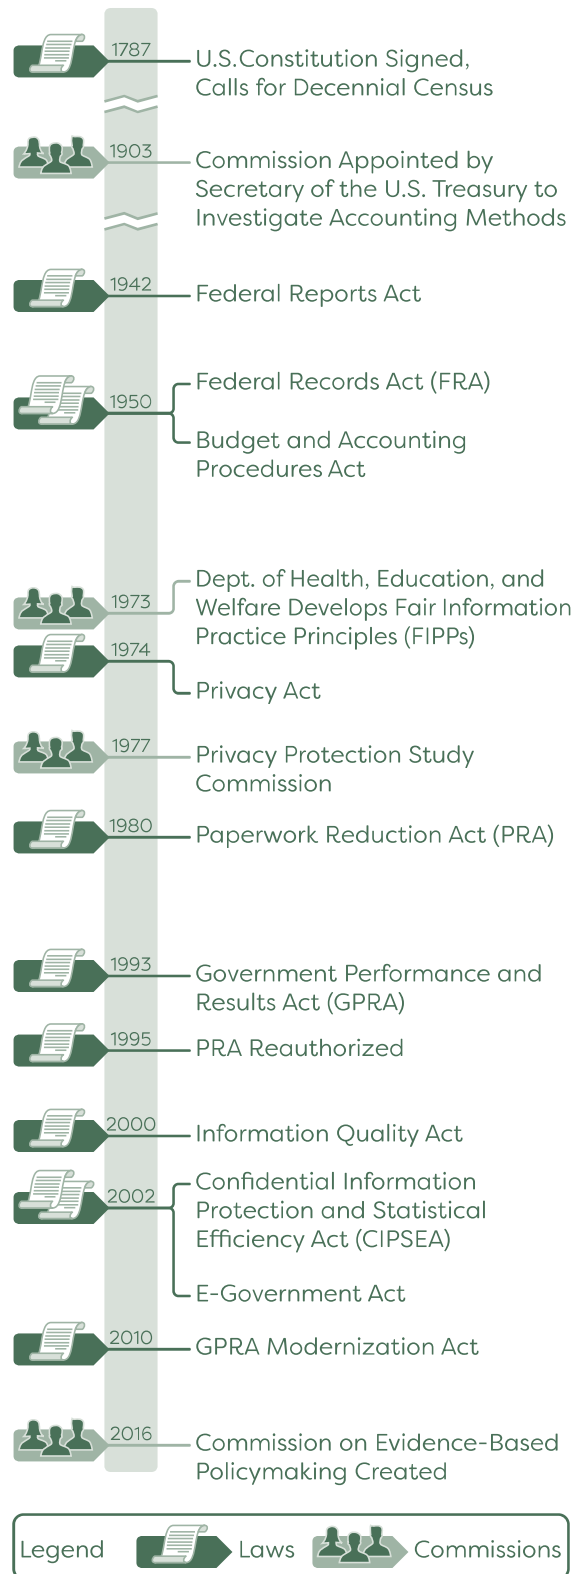 1787
U.S.Constitution Signed,
Calls for Decennial Census
1903
Commission Appointed by
Secretary of the U.S. Treasury to
Investigate Accounting Methods
1942
Federal Reports Act
1950
Federal Records Act (FRA)
Budget and Accounting
Procedures Act
1973
Dept. of Health, Education, and
Welfare Develops Fair Information
Practice Principles (FIPPs)
1974
Privacy Act
1977
Privacy Protection Study
Commission
1980
Paperwork Reduction Act (PRA)
1993
Government Performance and
Results Act (GPRA)
1995
PRA Reauthorized
2000
Information Quality Act
2002
Confidential Information
Protection and Statistical
Efficiency Act (CIPSEA)
E-Government Act
2010
GPRA Modernization Act
2016
Commission on Evidence-Based
Policymaking Created
Legend Laws Commissions